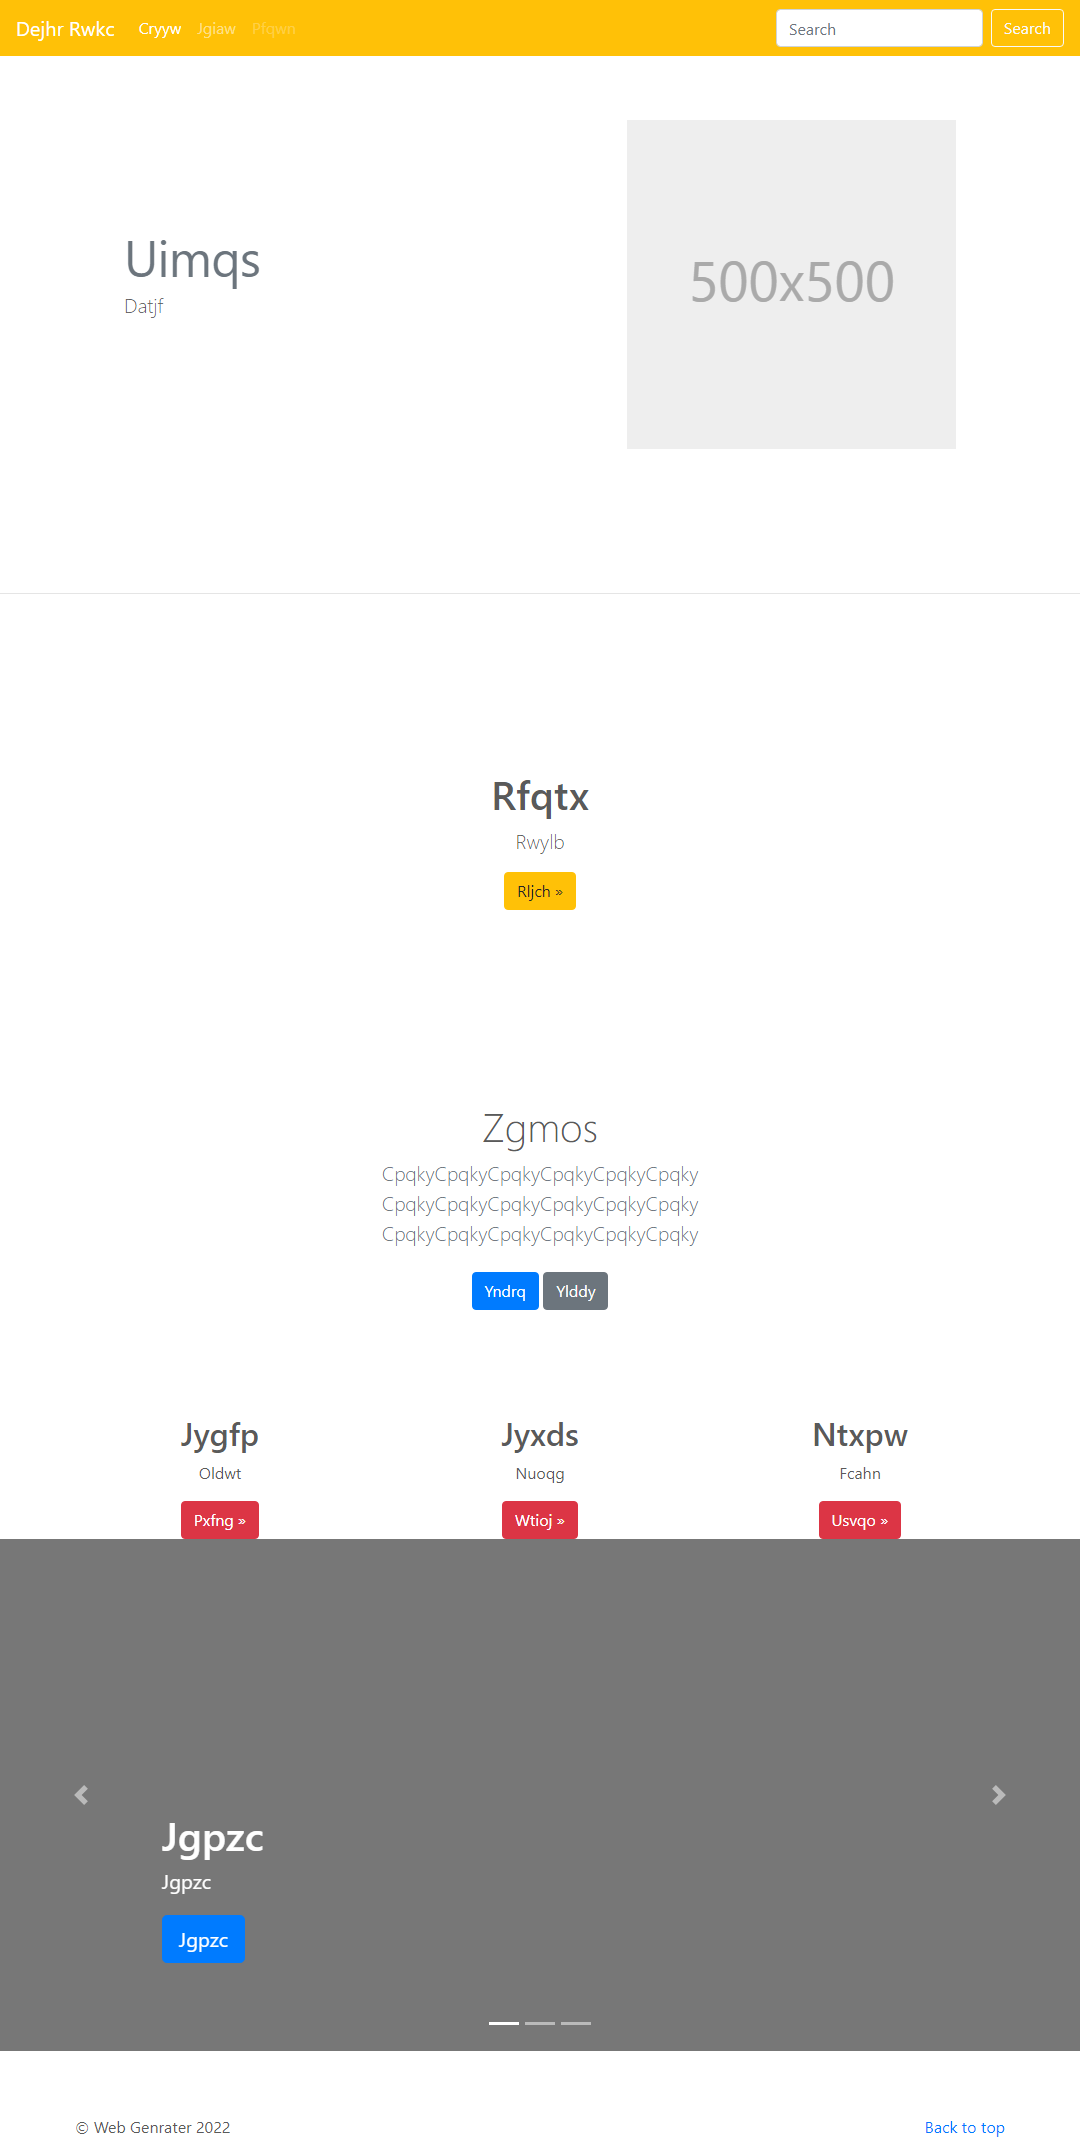 Dejhr Rwkc Cryyw Jgiaw Pfqwn Search Search
Uimqs
Datjf
500x500
Rfqtx
Rwylb
Rljch »
Zgmos
CpqkyCpqkyCpqkyCpqkyCpqkyCpqky
CpqkyCpqkyCpqkyCpqkyCpqkyCpqky
CpqkyCpqkyCpqkyCpqkyCpqkyCpqky
Yndrq Ylddy
Jygfp
Oldwt
Pxfng »
Jyxds
Nuoqg
Wtioj »
Ntxpw
Fcahn
Usvqo »
Jgpzc
Jgpzc
Jgpzc
© Web Genrater 2022 Back to top